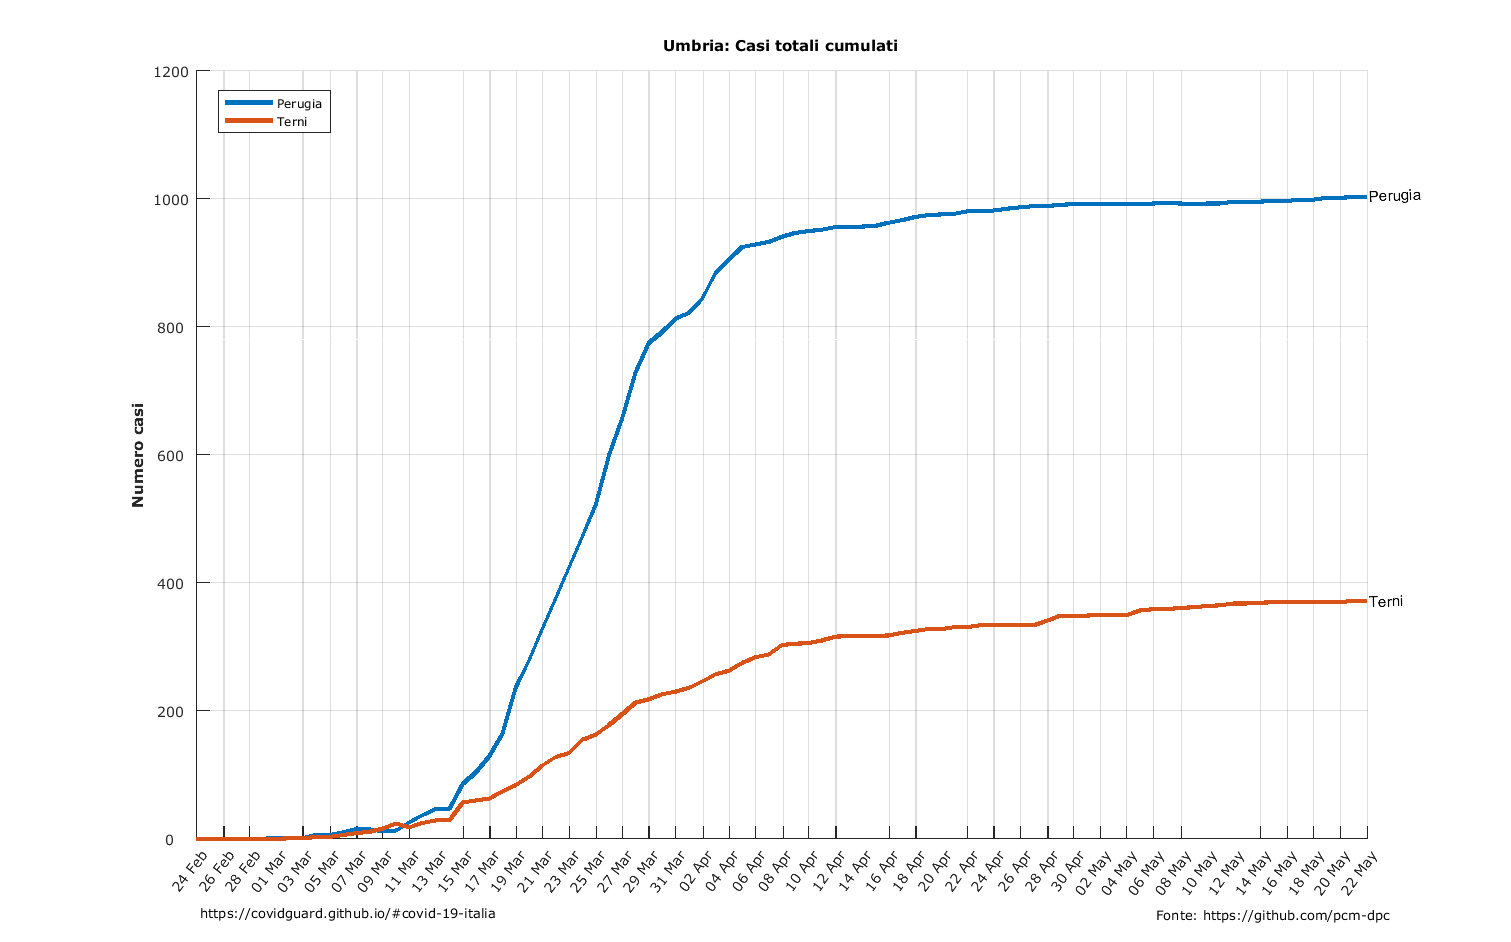 Umbria: Casi totali cumulati
Numero casi
1200
1000
800
600
400
200
0
Perugia
Terni
Perugia
Terni
24 Feb
26 Feb
28 Feb
01 Mar
03 Mar
05 Mar
07 Mar
09 Mar
11 Mar
13 Mar
15 Mar
17 Mar
19 Mar
21 Mar
23 Mar
25 Mar
27 Mar
29 Mar
31 Mar
02 Apr
04 Apr
06 Apr
08 Apr
10 Apr
12 Apr
14 Apr
16 Apr
18 Apr
20 Apr
22 Apr
24 Apr
26 Apr
28 Apr
30 Apr
02 May
04 May
06 May
08 May
10 May
12 May
14 May
16 May
18 May
20 May
22 May
https://covidguard.github.io/#covid-19-italia
Fonte: https://github.com/pcm-dpc